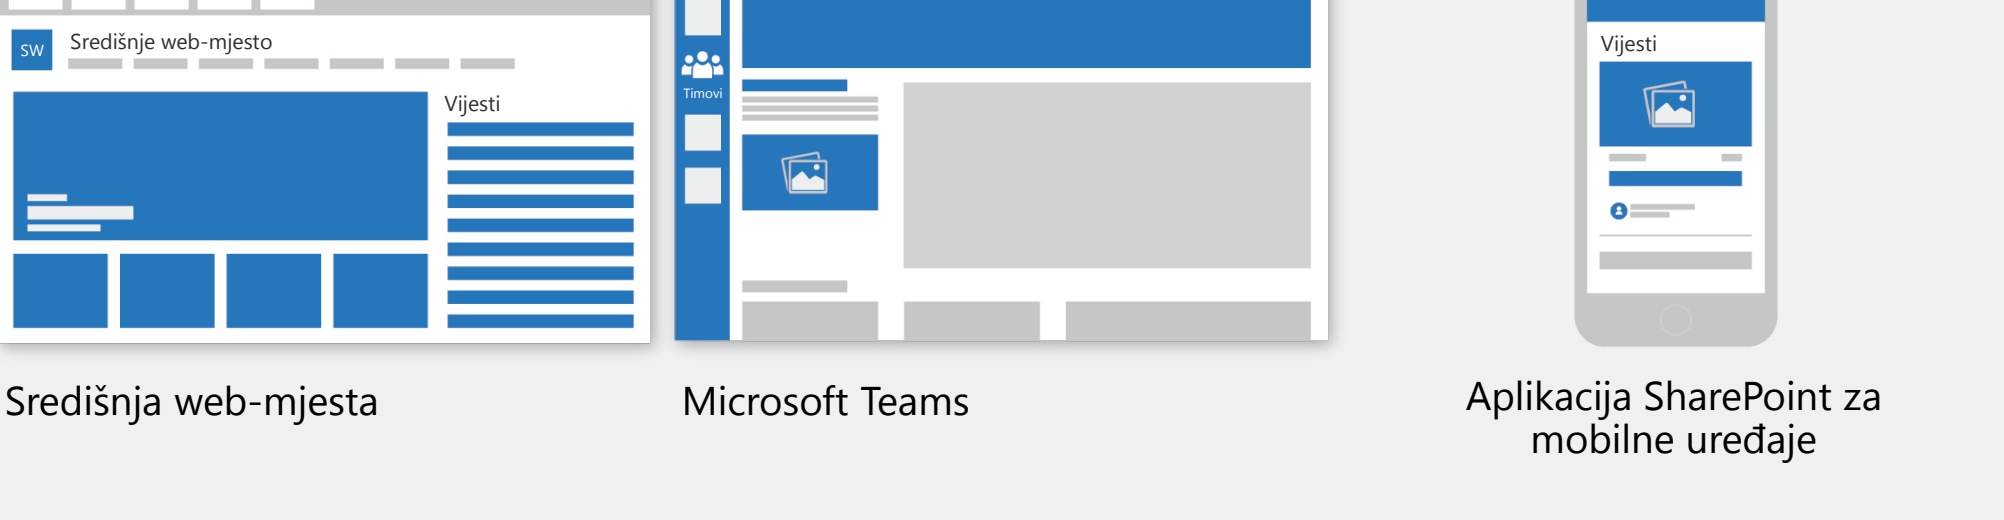 SW
Središnje web-mjesto
Vijesti
Timovi
Vijesti
Središnja web-mjesta
Microsoft Teams
Aplikacija SharePoint za
mobilne uređaje